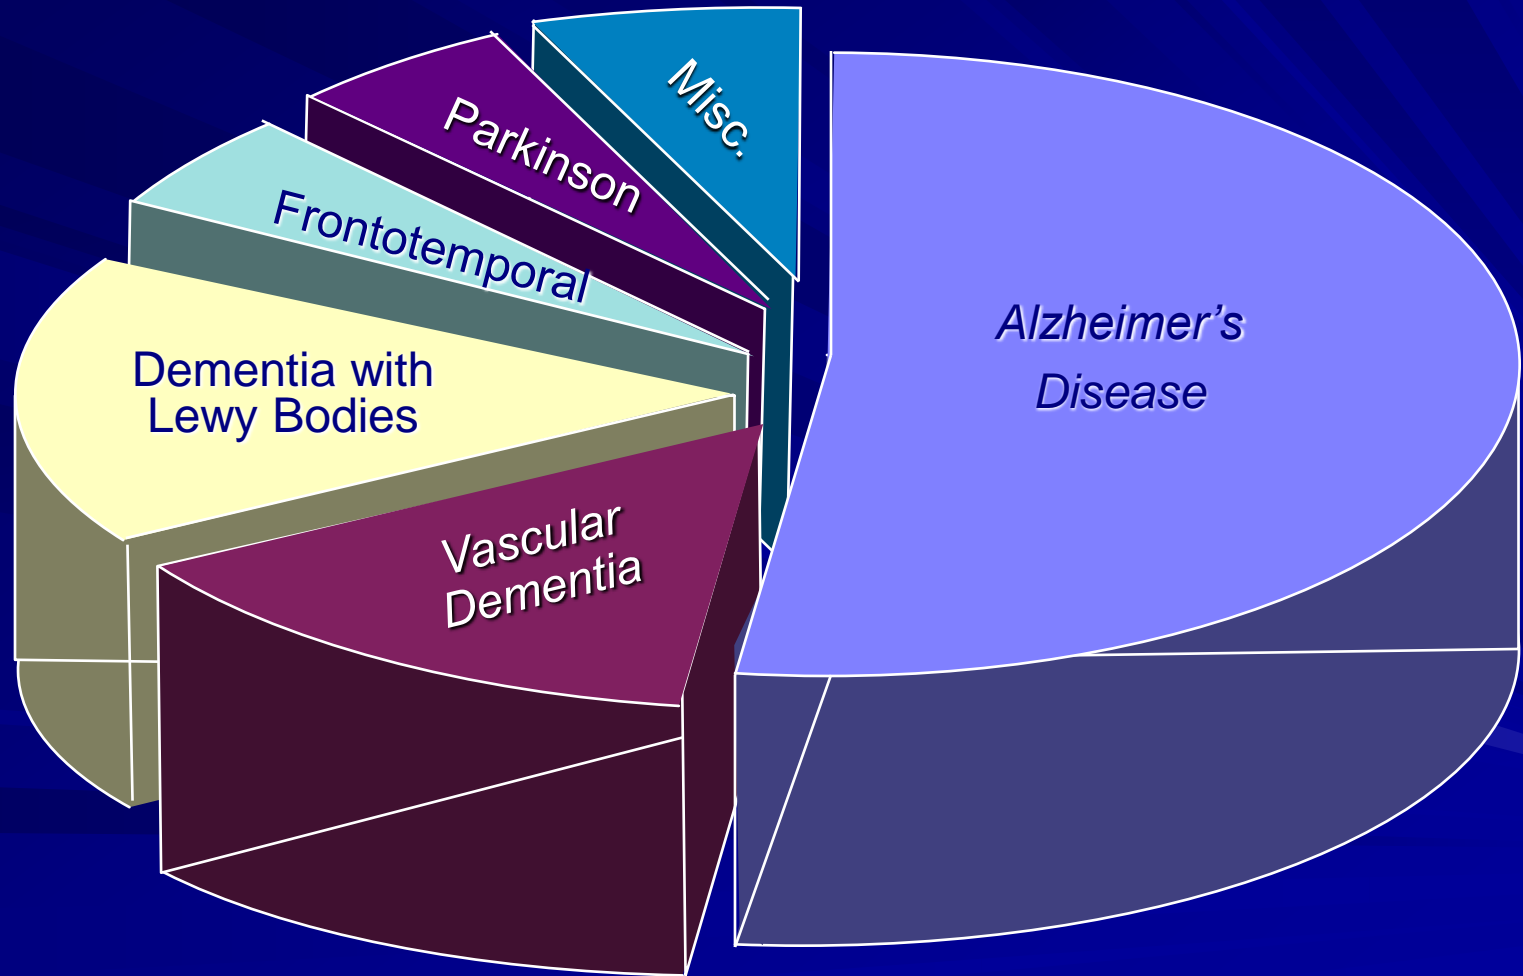 Misc.
Parkinson
Frontotemporal
Dementia with
Lewy Bodies
Vascular
Dementia
Alzheimer’s
Disease